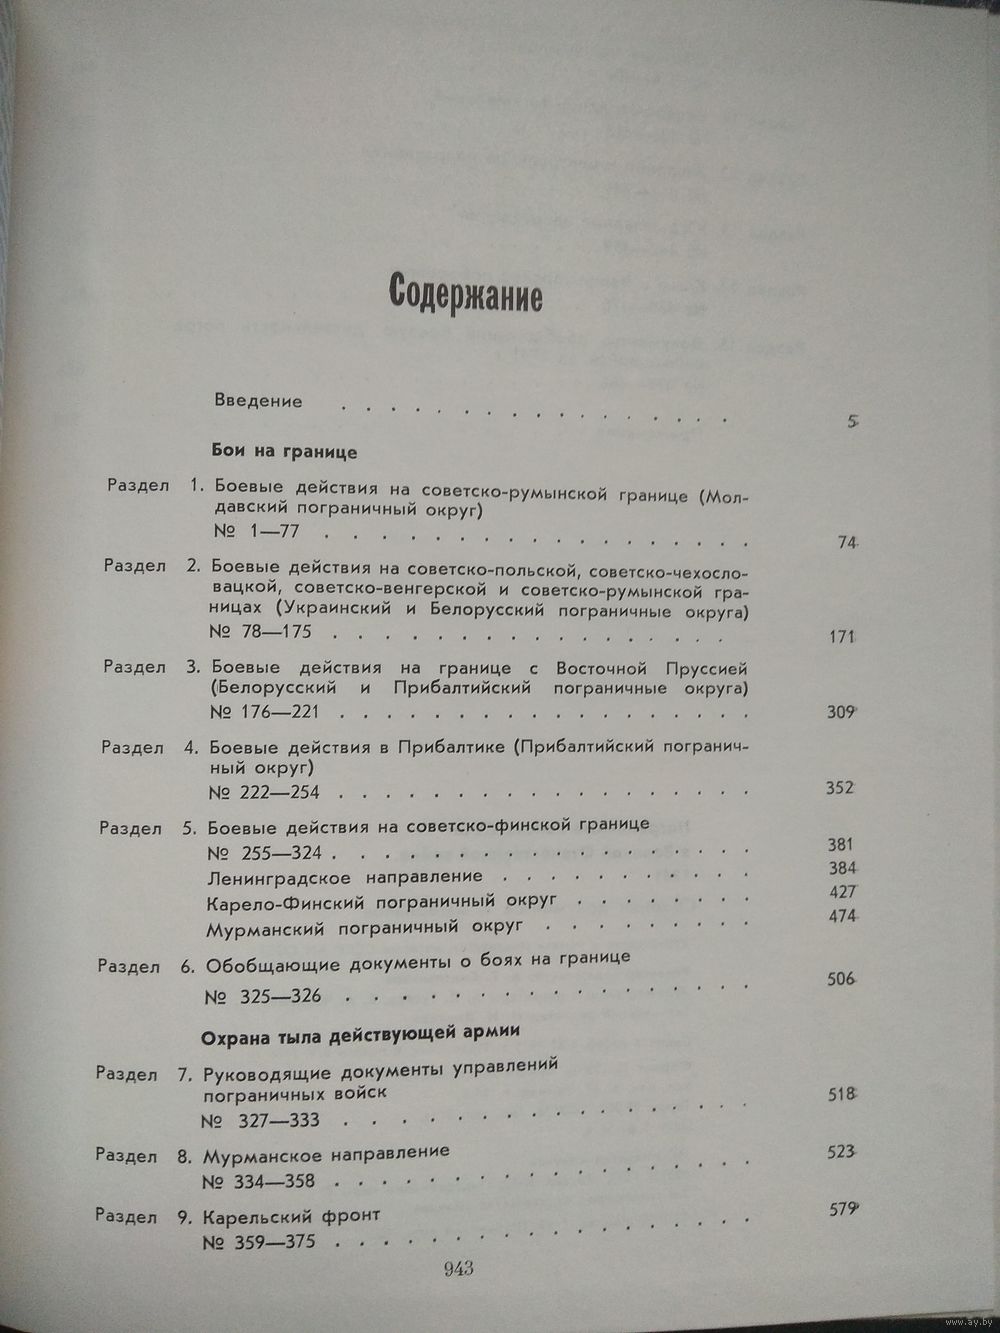 Содержание
Введение . . . . . . . . . . . . . . . . . 5
Бои на границе
Раздел 1. Боевые действия на советско-румынской границе (Мол-
давский пограничный округ)
№ 1—77 . . . . . . . . . . . . . . . . . 74
Раздел 2. Боевые действия на советско-польской, советско-чехосло-
вацкой, советско-венгерской и советско-румынской гра-
ницах (Украинский и Белорусский пограничные округа)
№ 78—175 . . . . . . . . . . . . . . . . 171
Раздел 3. Боевые действия на границе с Восточной Пруссией
(Белорусский и Прибалтийский пограничные округа)
№ 176—221 . . . . . . . . . . . . . . . . . 309
Раздел 4. Боевые действия в Прибалтике (Прибалтийский погранич-
ный округ)
№ 222—254 . . . . . . . . . . . . . . . . . 352
Раздел 5. Боевые действия на советско-финской границе
№ 255—324 . . . . . . . . . . . . . . . . . 381
Ленинградское направление . . . . . . . . . . . 384
Карело-Финский пограничный округ . . . . . . . . 427
Мурманский пограничный округ . . . . . . . . . 474
Раздел 6. Обобщающие документы о боях на границе
№ 325—326 . . . . . . . . . . . . . . . . 506
Охрана тыла действующей армии
Раздел 7. Руководящие документы управлений
пограничных войск
№ 327—333 . . . . . . . . . . . . . . . . 518
Раздел 8. Мурманское направление
№ 334—358 . . . . . . . . . . . . . . . . . 523
Раздел 9. Карельский фронт
№ 359—375 . . . . . . . . . . . . . . . . . 579
943
www.ay.by